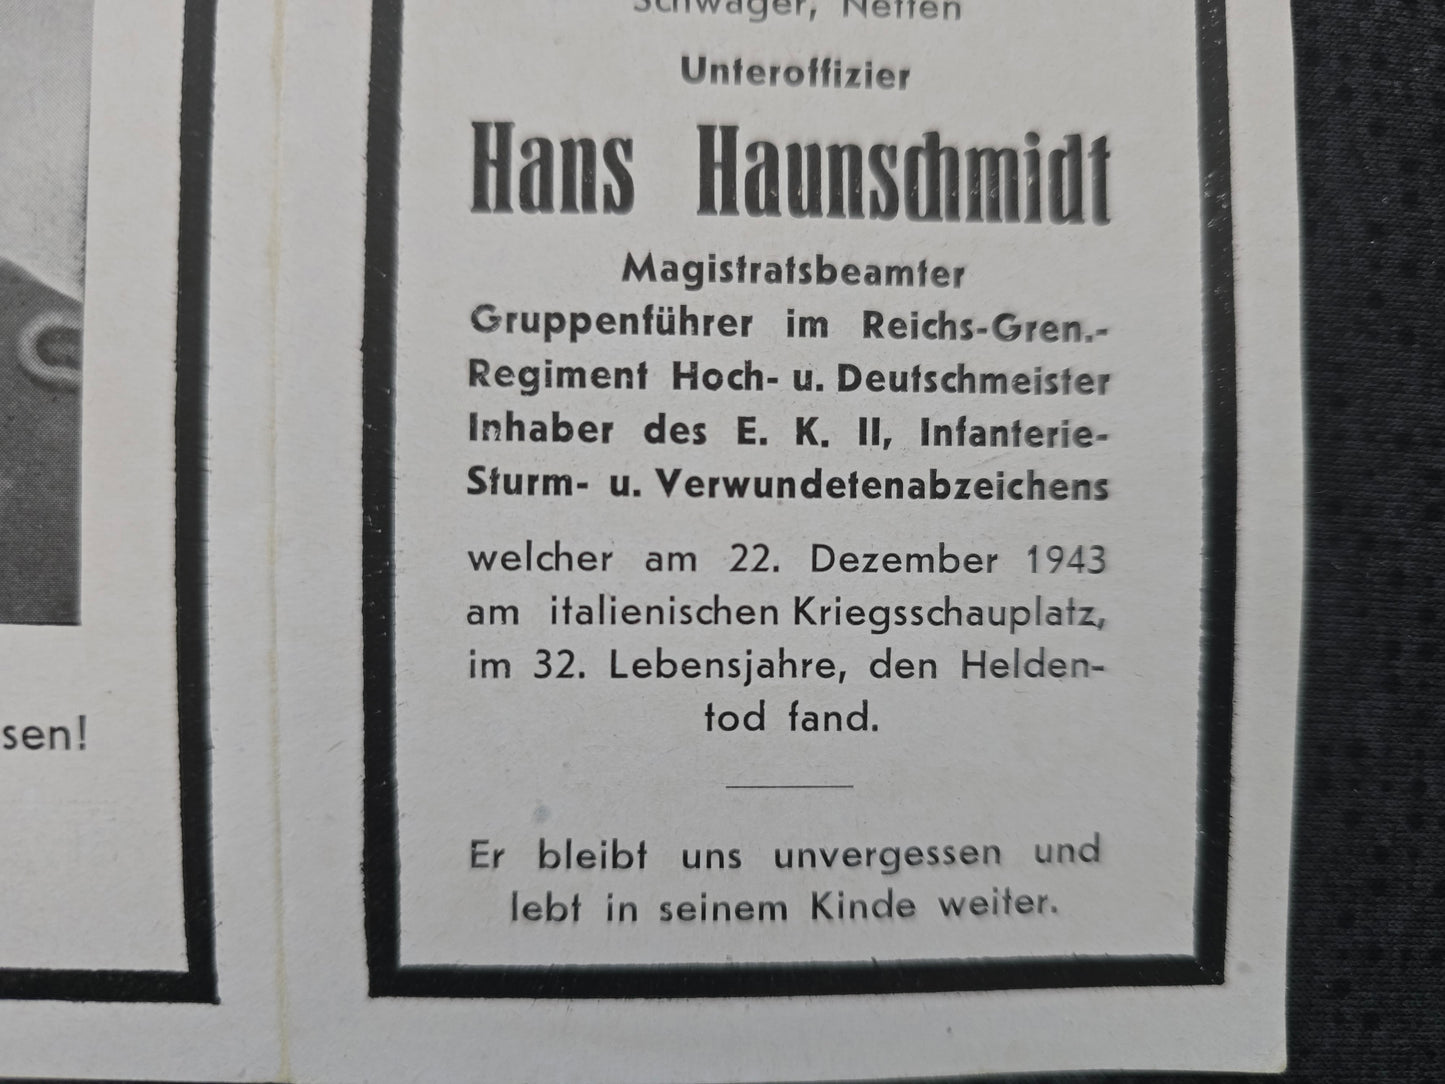 Schwager, Neffen
Unteroffizier
Hans Haunschmidt
Magistratsbeamter
Gruppenführer im Reichs-Gren.-
Regiment Hoch- u. Deutschmeister
Inhaber des E. K. II, Infanterie-
Sturm- u. Verwundetenabzeichens
welcher am 22. Dezember 1943
am italienischen Kriegsschauplatz,
im 32. Lebensjahre, den Helden-
tod fand.
Er bleibt uns unvergessen und
lebt in seinem Kinde weiter.
sen!